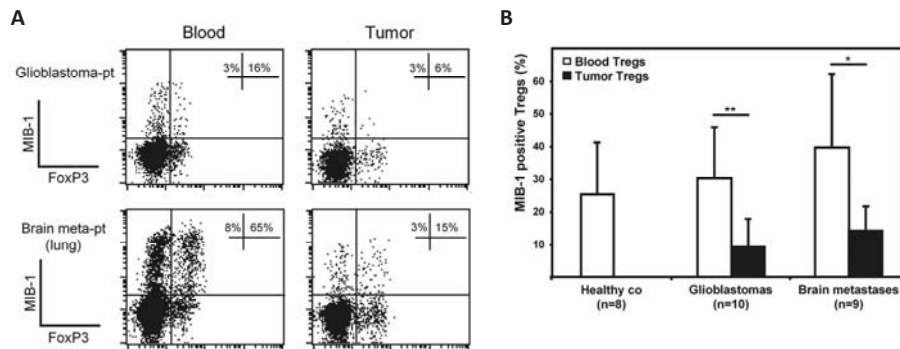 A
Blood
Tumor
Glioblastoma-pt
MIB-1
FoxP3
3% 16%
3% 6%
Brain meta-pt
(lung)
MIB-1
FoxP3
8% 65%
3% 15%
B
MIB-1 positive Tregs (%)
60
50
40
30
20
10
Blood Tregs
Tumor Tregs
**
*
Healthy co
(n=8)
Glioblastomas
(n=10)
Brain metastases
(n=9)